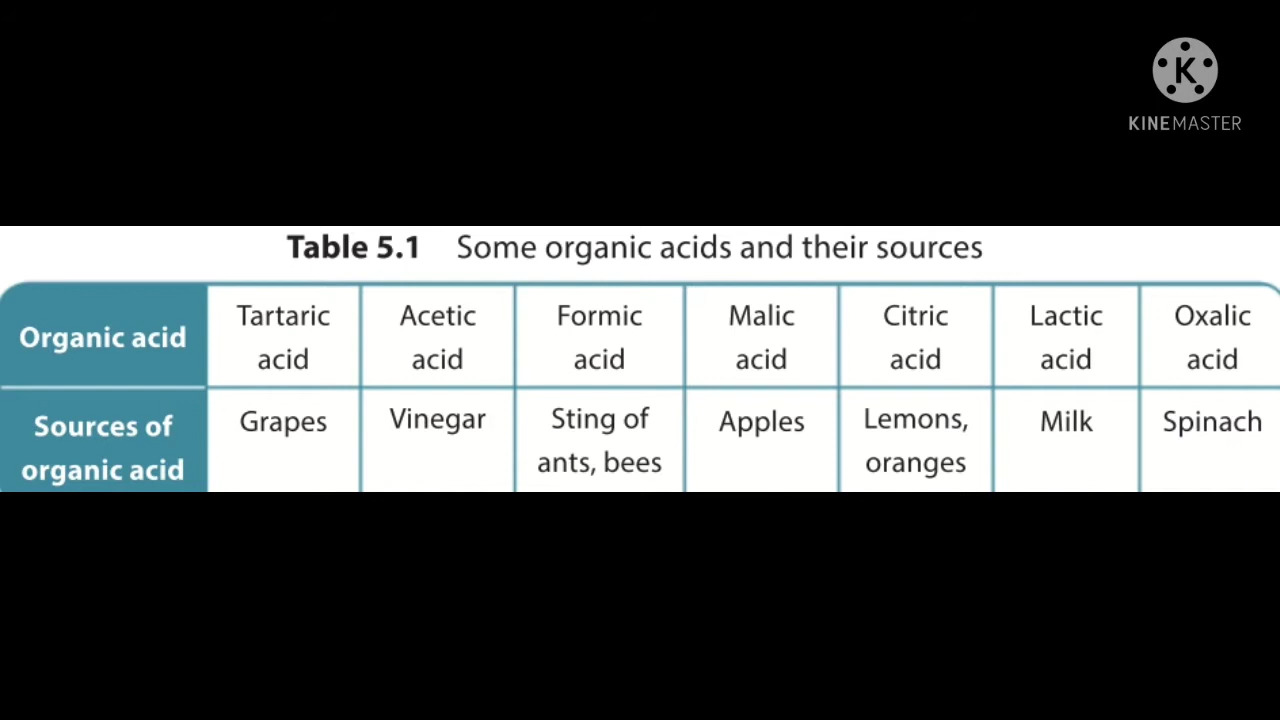 KINEMASTER
Table 5.1 Some organic acids and their sources
Organic acid
Tartaric
acid
Acetic
acid
Formic
acid
Malic
acid
Citric
acid
Lactic
acid
Oxalic
acid
Sources of
organic acid
Grapes
Vinegar
Sting of
ants, bees
Apples
Lemons,
oranges
Milk
Spinach